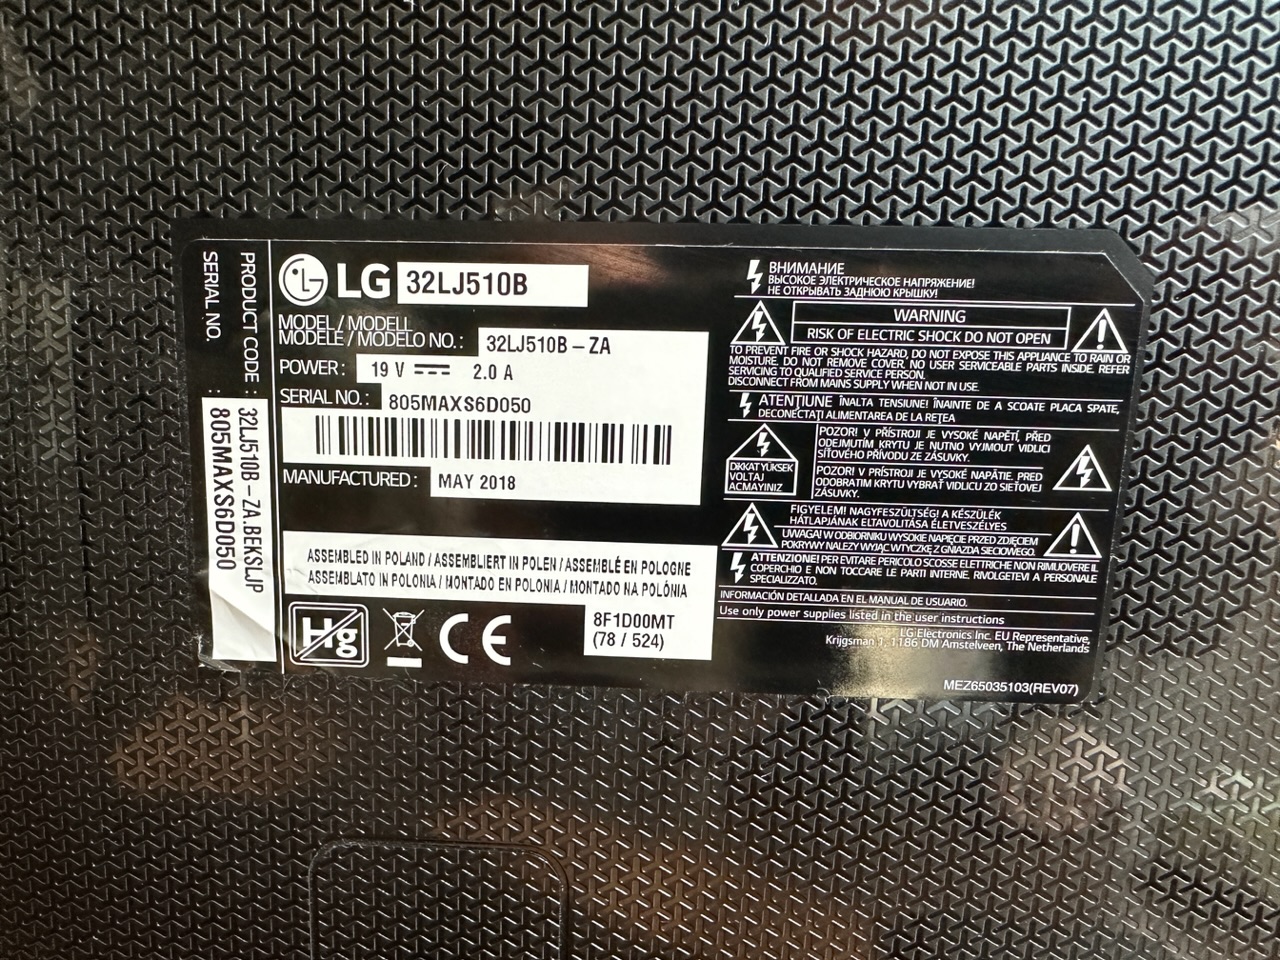 PRODUCT CODE : 32LJ510B-ZA.BEKSLJP
SERIAL NO. : 805MAXS6D050
LG 32LJ510B
MODEL / MODELL
MODÈLE / MODELO NO. : 32LJ510B-ZA
POWER : 19 V ⎓ 2.0 A
SERIAL NO. : 805MAXS6D050
MANUFACTURED : MAY 2018
ASSEMBLED IN POLAND / ASSEMBLIERT IN POLEN / ASSEMBLÉ EN POLOGNE
ASSEMBLATO IN POLONIA / MONTADO EN POLONIA / MONTADO NA POLÓNIA
Hg
CE
8F1D00MT
(78 / 524)
ВНИМАНИЕ
ВЫСОКОЕ ЭЛЕКТРИЧЕСКОЕ НАПРЯЖЕНИЕ!
НЕ ОТКРЫВАТЬ ЗАДНЮЮ КРЫШКУ!
WARNING
RISK OF ELECTRIC SHOCK DO NOT OPEN
TO PREVENT FIRE OR SHOCK HAZARD, DO NOT EXPOSE THIS APPLIANCE TO RAIN OR
MOISTURE. DO NOT REMOVE COVER, NO USER SERVICEABLE PARTS INSIDE. REFER
SERVICING TO QUALIFIED SERVICE PERSON.
DISCONNECT FROM MAINS SUPPLY WHEN NOT IN USE.
ATENȚIUNE ÎNALTA TENSIUNE! ÎNAINTE DE A SCOATE PLACA SPATE,
DECONECTAȚI ALIMENTAREA DE LA REȚEA
DIKKAT YÜKSEK
VOLTAJ
AÇMAYINIZ
POZOR! V PŘÍSTROJI JE VYSOKÉ NAPĚTÍ, PŘED
ODEJMUTÍM KRYTU JE NUTNO VYJMOUT VIDLICI
SÍŤOVÉHO PŘÍVODU ZE ZÁSUVKY.
POZOR! V PRÍSTROJI JE VYSOKÉ NAPÄTIE. PRED
ODOBRATIM KRYTU VYBRAŤ VIDLICU ZO SIEŤOVEJ
ZÁSUVKY.
FIGYELEM! NAGYFESZÜLTSÉG! A KÉSZÜLÉK
HÁTLAPJÁNAK ELTÁVOLÍTÁSA ÉLETVESZÉLYES
UWAGA! W ODBIORNIKU WYSOKIE NAPIĘCIE PRZED ZDJĘCIEM
POKRYWY NALEŻY WYJĄĆ WTYCZKĘ Z GNIAZDA SIECIOWEGO.
ATTENZIONE! PER EVITARE PERICOLO SCOSSE ELETTRICHE NON RIMUOVERE IL
COPERCHIO E NON TOCCARE LE PARTI INTERNE, RIVOLGETEVI A PERSONALE
SPECIALIZZATO.
INFORMACIÓN DETALLADA EN EL MANUAL DE USUARIO.
Use only power supplies listed in the user instructions
LG Electronics Inc. EU Representative,
Krijgsman 1, 1186 DM Amstelveen, The Netherlands
MEZ65035103(REV07)